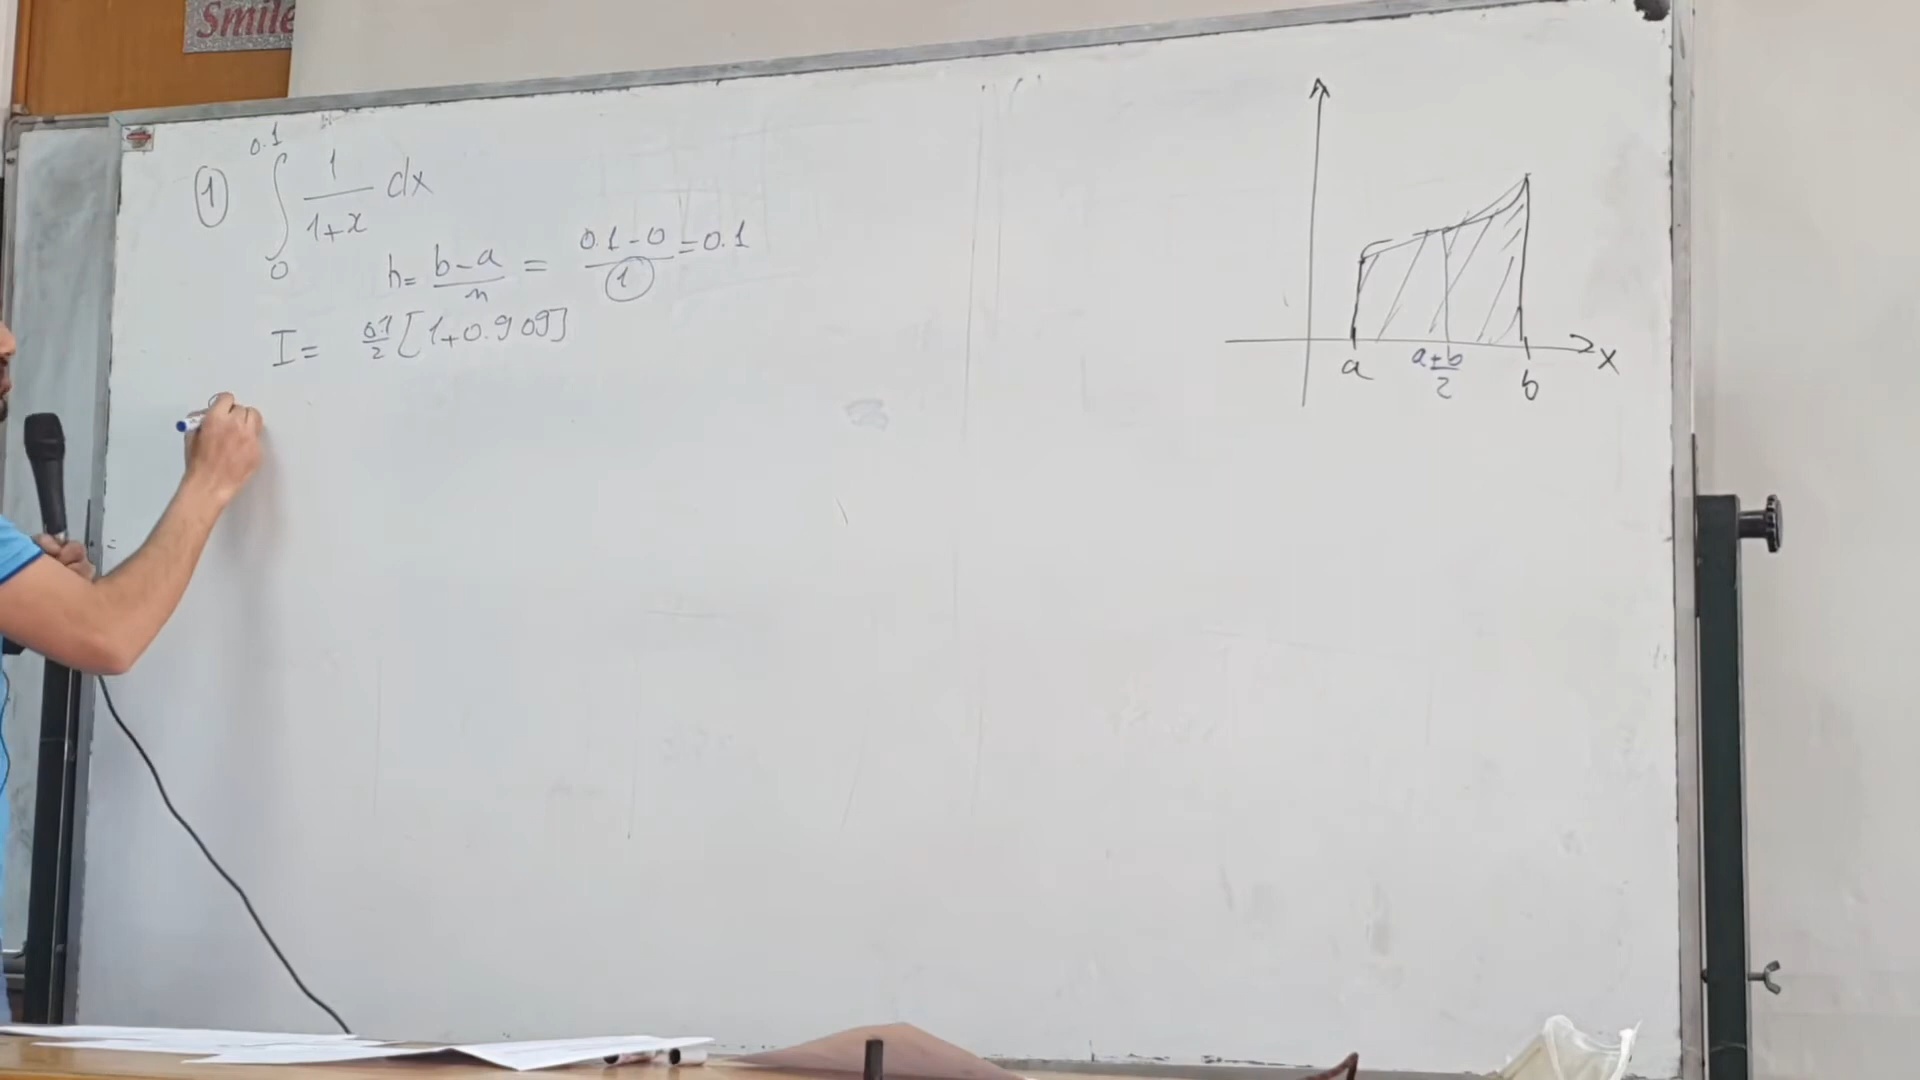 Smile
① ∫₀^0.1 1/(1+x) dx
h= (b-a)/n = (0.1-0)/① =0.1
I= 0.1/2 [1+0.909]
a (a+b)/2 b x